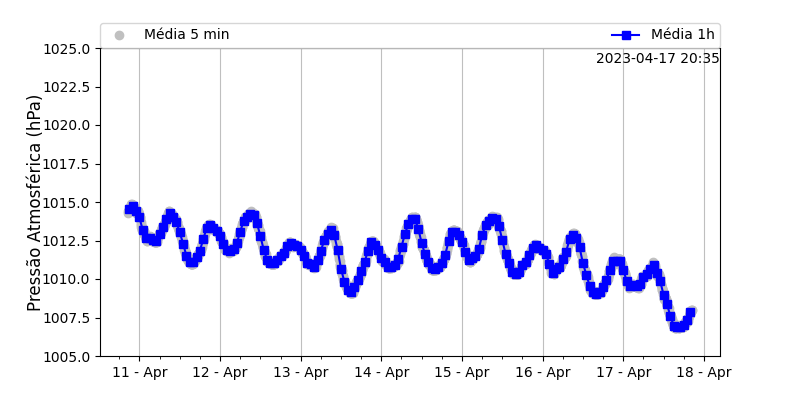 Média 5 min
Média 1h
2023-04-17 20:35
Pressão Atmosférica (hPa)
1025.0
1022.5
1020.0
1017.5
1015.0
1012.5
1010.0
1007.5
1005.0
11 - Apr
12 - Apr
13 - Apr
14 - Apr
15 - Apr
16 - Apr
17 - Apr
18 - Apr